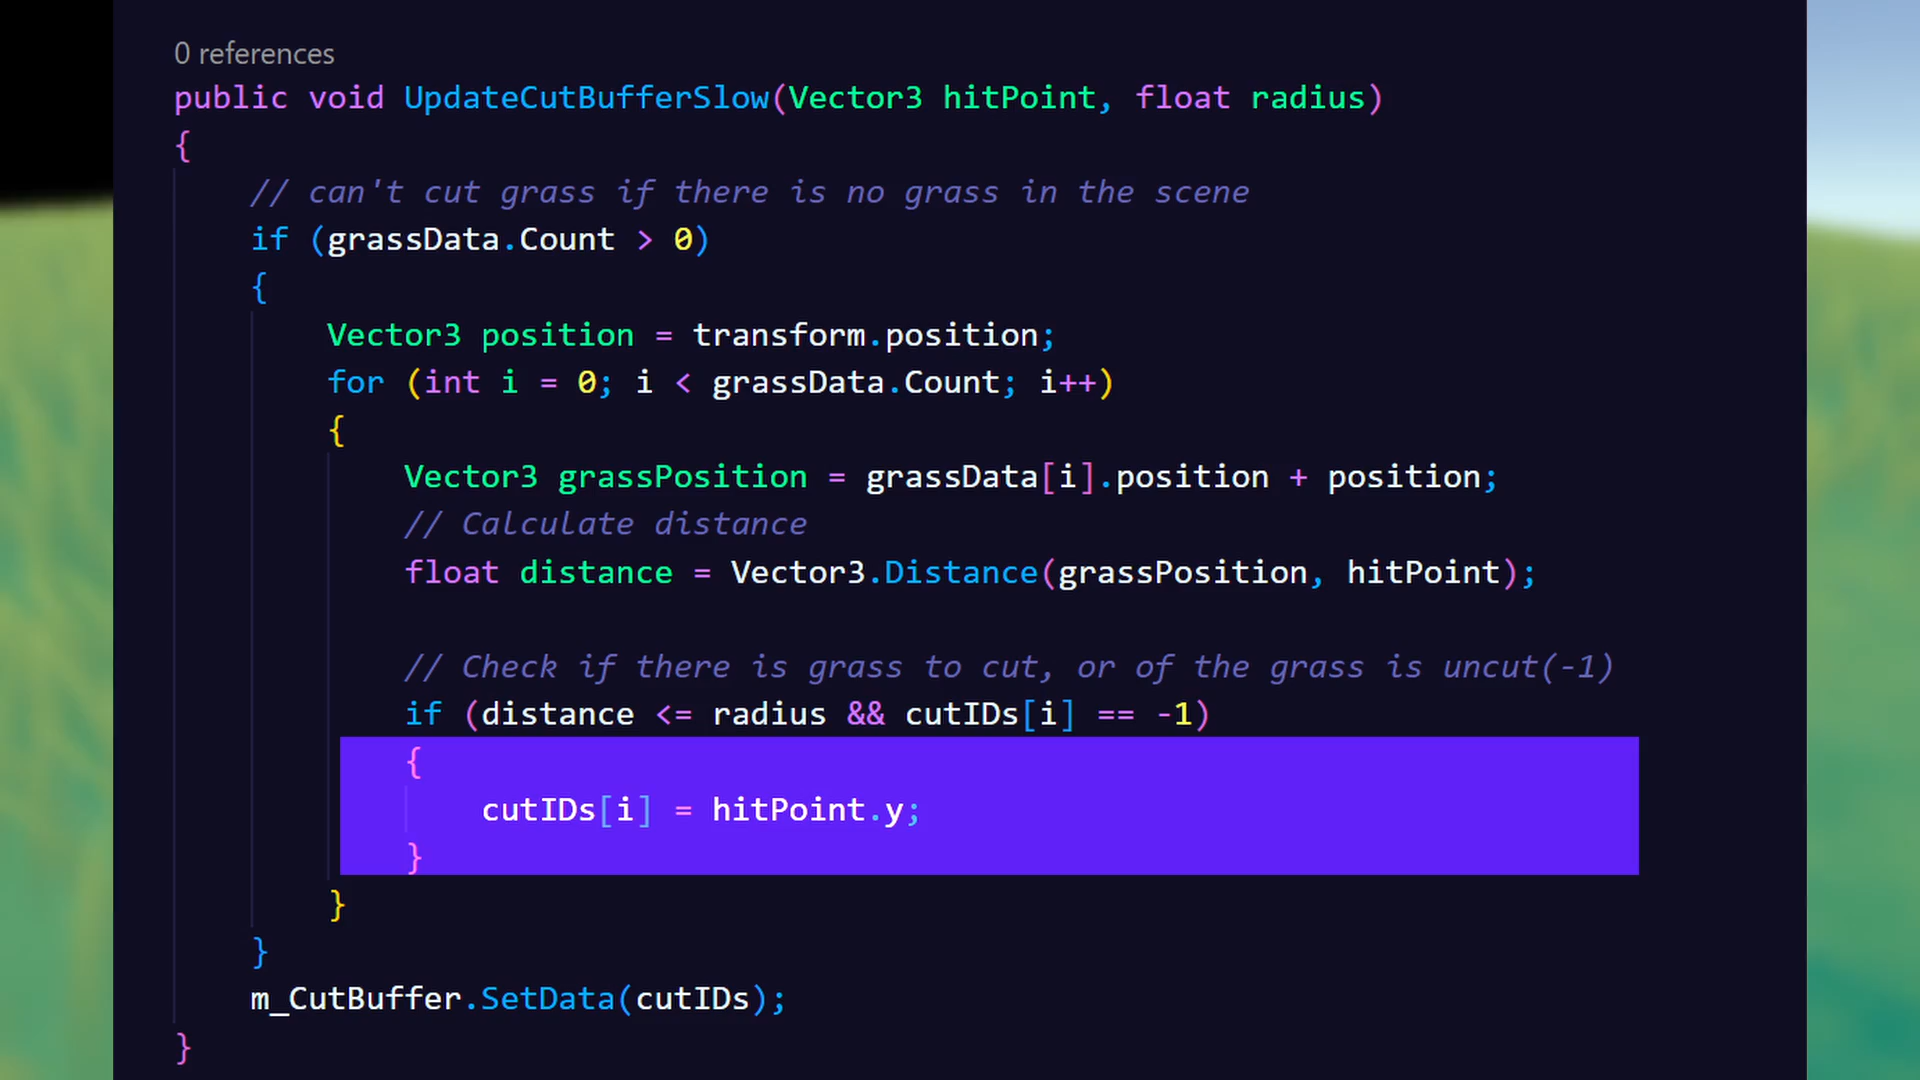 0 references
public void UpdateCutBufferSlow(Vector3 hitPoint, float radius)
{
// can't cut grass if there is no grass in the scene
if (grassData.Count > 0)
{
Vector3 position = transform.position;
for (int i = 0; i < grassData.Count; i++)
{
Vector3 grassPosition = grassData[i].position + position;
// Calculate distance
float distance = Vector3.Distance(grassPosition, hitPoint);
// Check if there is grass to cut, or of the grass is uncut(-1)
if (distance <= radius && cutIDs[i] == -1)
{
cutIDs[i] = hitPoint.y;
}
}
}
m_CutBuffer.SetData(cutIDs);
}